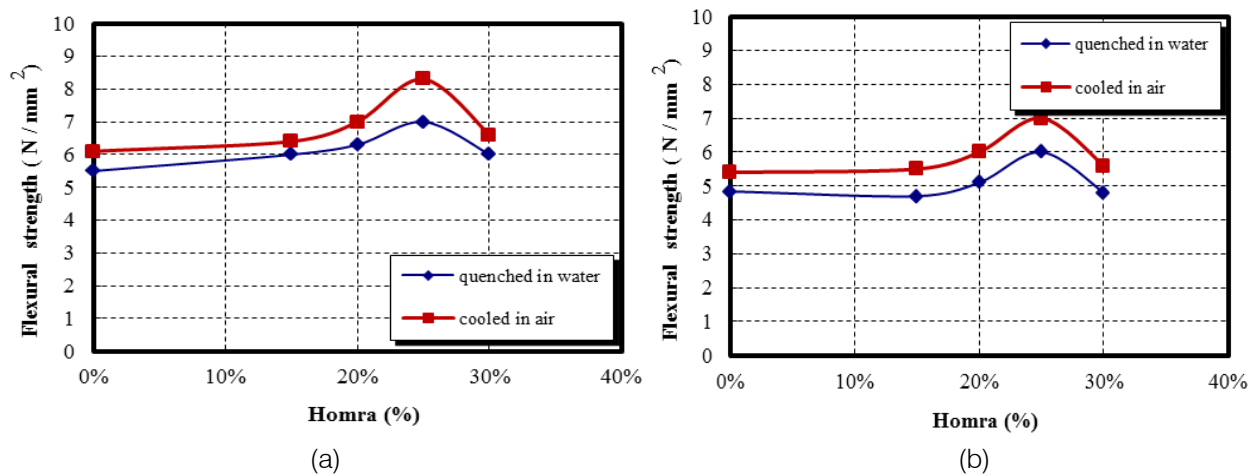 10
9
8
7
6
5
4
3
2
1
0
Flexural strength ( N / mm 2 )
quenched in water
cooled in air
0% 10% 20% 30% 40%
Homra (%)
(a)
10
9
8
7
6
5
4
3
2
1
0
Flexural strength ( N / mm 2 )
quenched in water
cooled in air
0% 10% 20% 30% 40%
Homra (%)
(b)